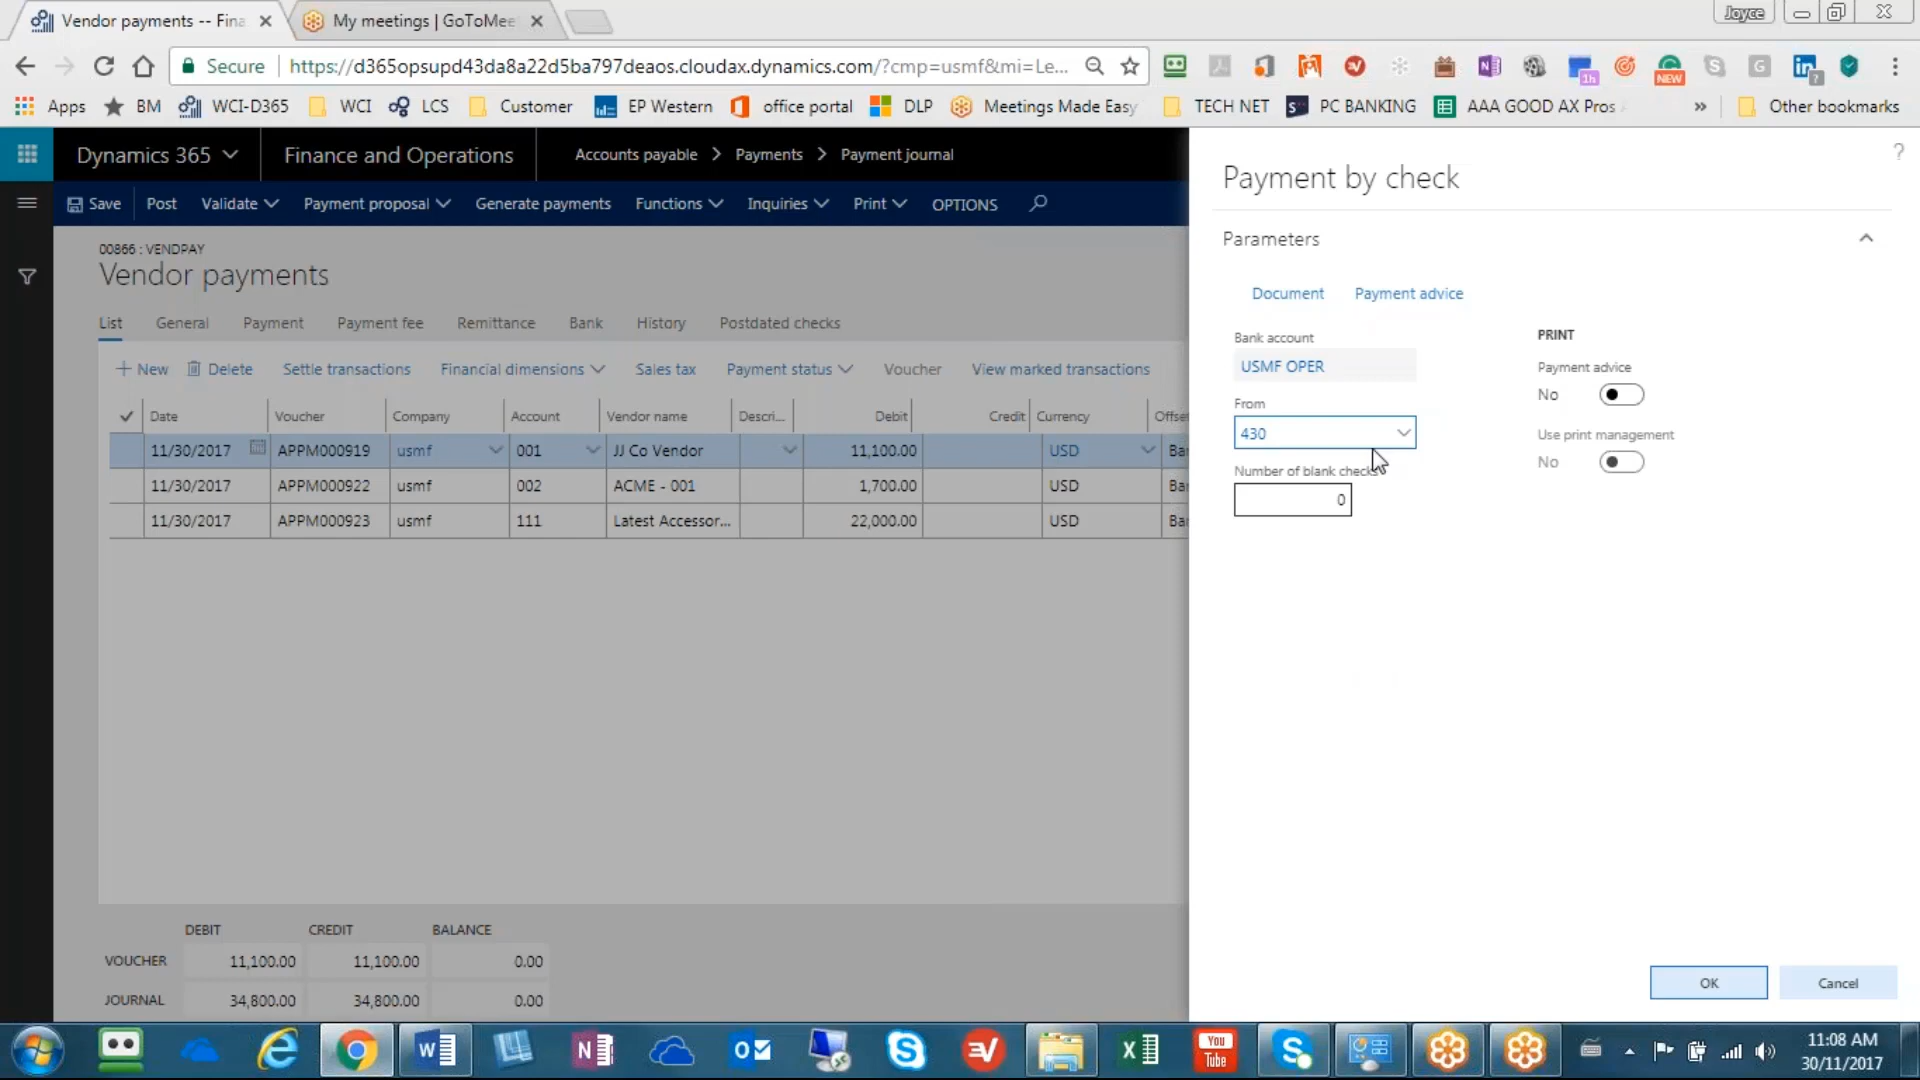 Vendor payments -- Fina
My meetings | GoToMee
Joyce
Secure
https://d365opsupd43da8a22d5ba797deaos.cloudax.dynamics.com/?cmp=usmf&mi=Le...
1h
NEW
Apps
BM
WCI-D365
WCI
LCS
Customer
EP Western
office portal
DLP
Meetings Made Easy
TECH NET
PC BANKING
AAA GOOD AX Pros
Other bookmarks
Dynamics 365
Finance and Operations
Accounts payable > Payments > Payment journal
Save
Post
Validate
Payment proposal
Generate payments
Functions
Inquiries
Print
OPTIONS
00866 : VENDPAY
Vendor payments
List
General
Payment
Payment fee
Remittance
Bank
History
Postdated checks
New
Delete
Settle transactions
Financial dimensions
Sales tax
Payment status
Voucher
View marked transactions
Date Voucher Company Account Vendor name Descri... Debit Credit Currency Offse
11/30/2017 APPM000919 usmf 001 JJ Co Vendor 11,100.00 USD Ba
11/30/2017 APPM000922 usmf 002 ACME - 001 1,700.00 USD Ba
11/30/2017 APPM000923 usmf 111 Latest Accessor... 22,000.00 USD Ba
DEBIT CREDIT BALANCE
VOUCHER 11,100.00 11,100.00 0.00
JOURNAL 34,800.00 34,800.00 0.00
?
Payment by check
Parameters
Document
Payment advice
Bank account
USMF OPER
From
430
Number of blank checks
0
PRINT
Payment advice
No
Use print management
No
OK
Cancel
You
Tube
11:08 AM
30/11/2017